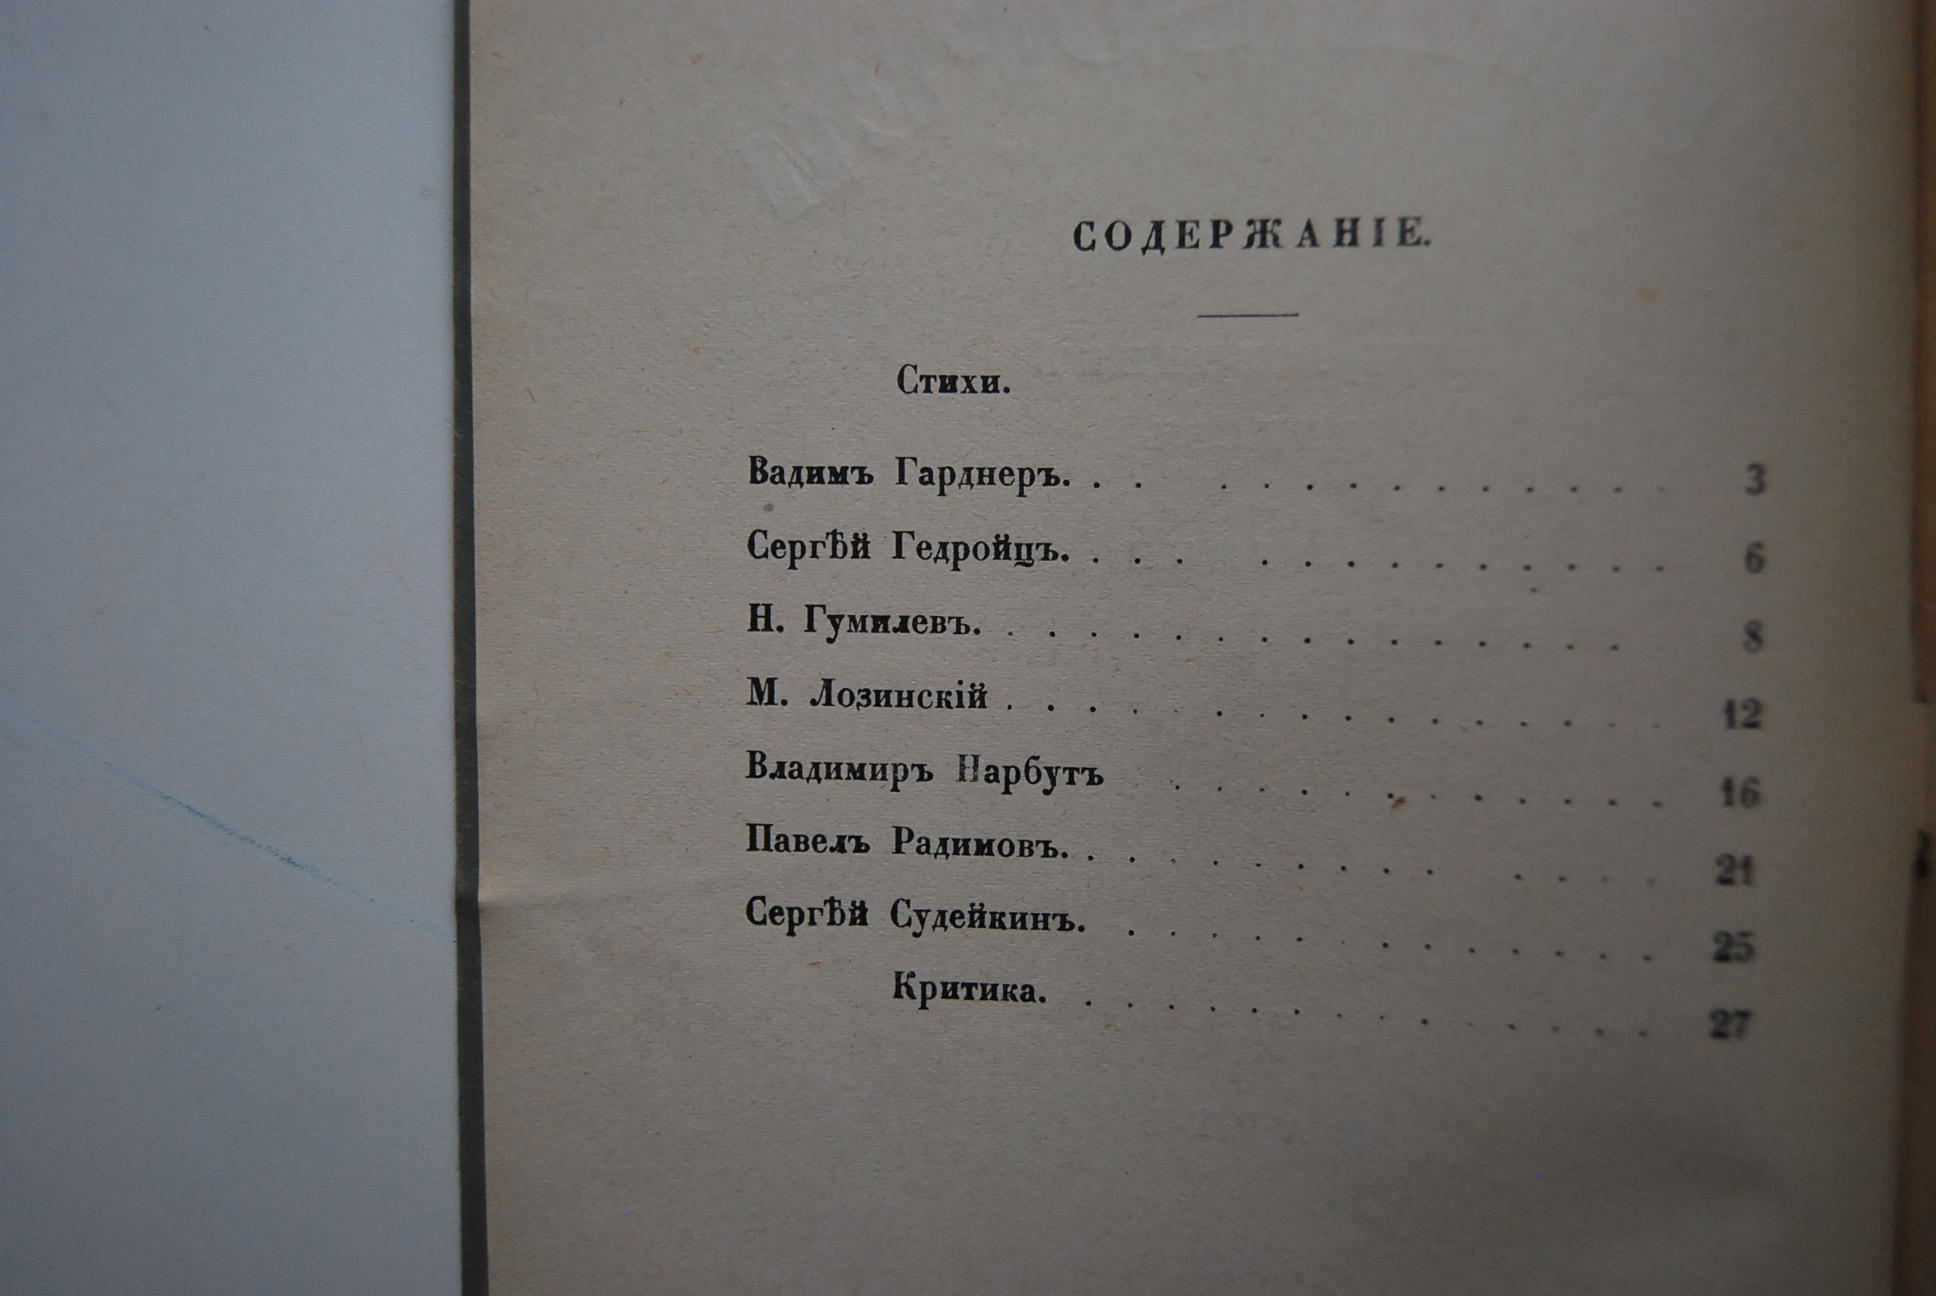 СОДЕРЖАНІЕ.
Стихи.
Вадимъ Гарднеръ. . . . . . . . . . . . . . 3
Сергѣй Гедройцъ. . . . . . . . . . . . . . 6
Н. Гумилевъ. . . . . . . . . . . . . . . . 8
М. Лозинскій . . . . . . . . . . . . . . . 12
Владимиръ Нарбутъ . . . . . . . . . . . . 16
Павелъ Радимовъ. . . . . . . . . . . . . . 21
Сергѣй Судейкинъ. . . . . . . . . . . . . 25
Критика. . . . . . . . . . . . . . . 27